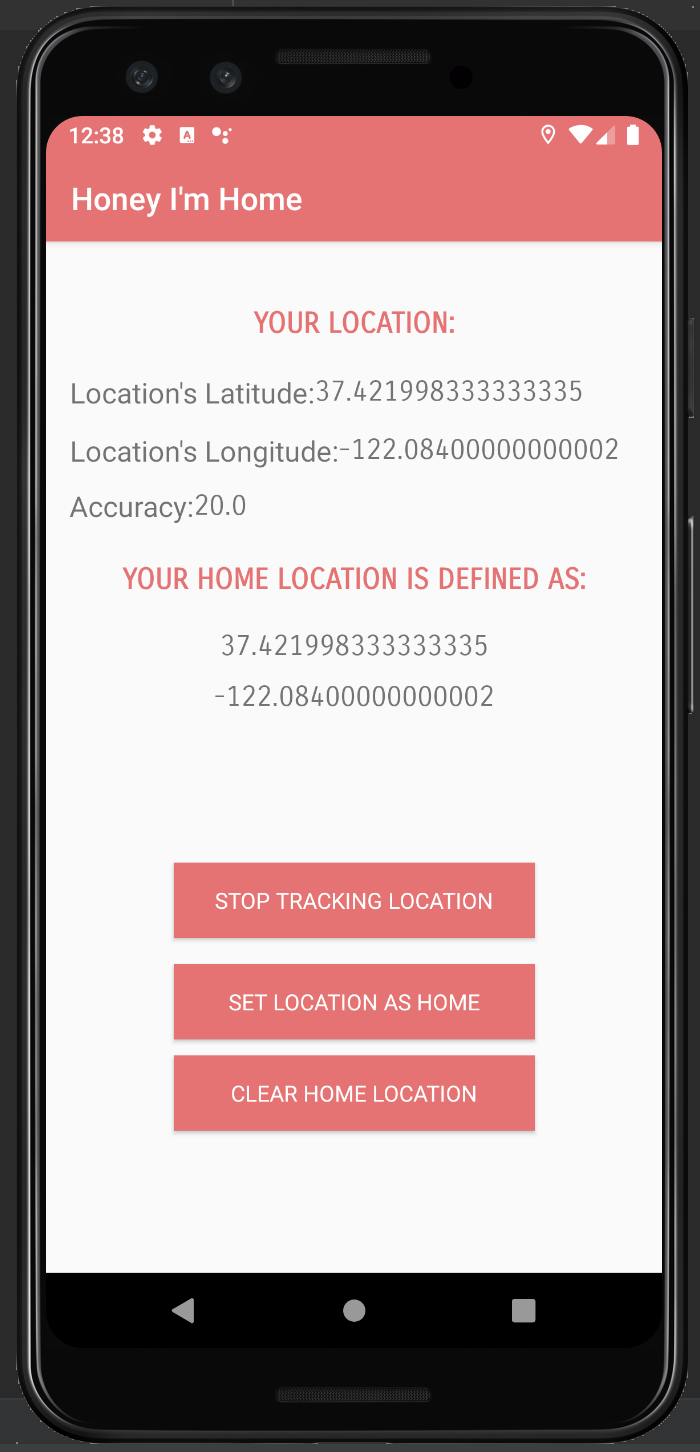 12:38
Honey I'm Home
YOUR LOCATION:
Location's Latitude:37.421998333333335
Location's Longitude:-122.08400000000002
Accuracy:20.0
YOUR HOME LOCATION IS DEFINED AS:
37.421998333333335
-122.08400000000002
STOP TRACKING LOCATION
SET LOCATION AS HOME
CLEAR HOME LOCATION